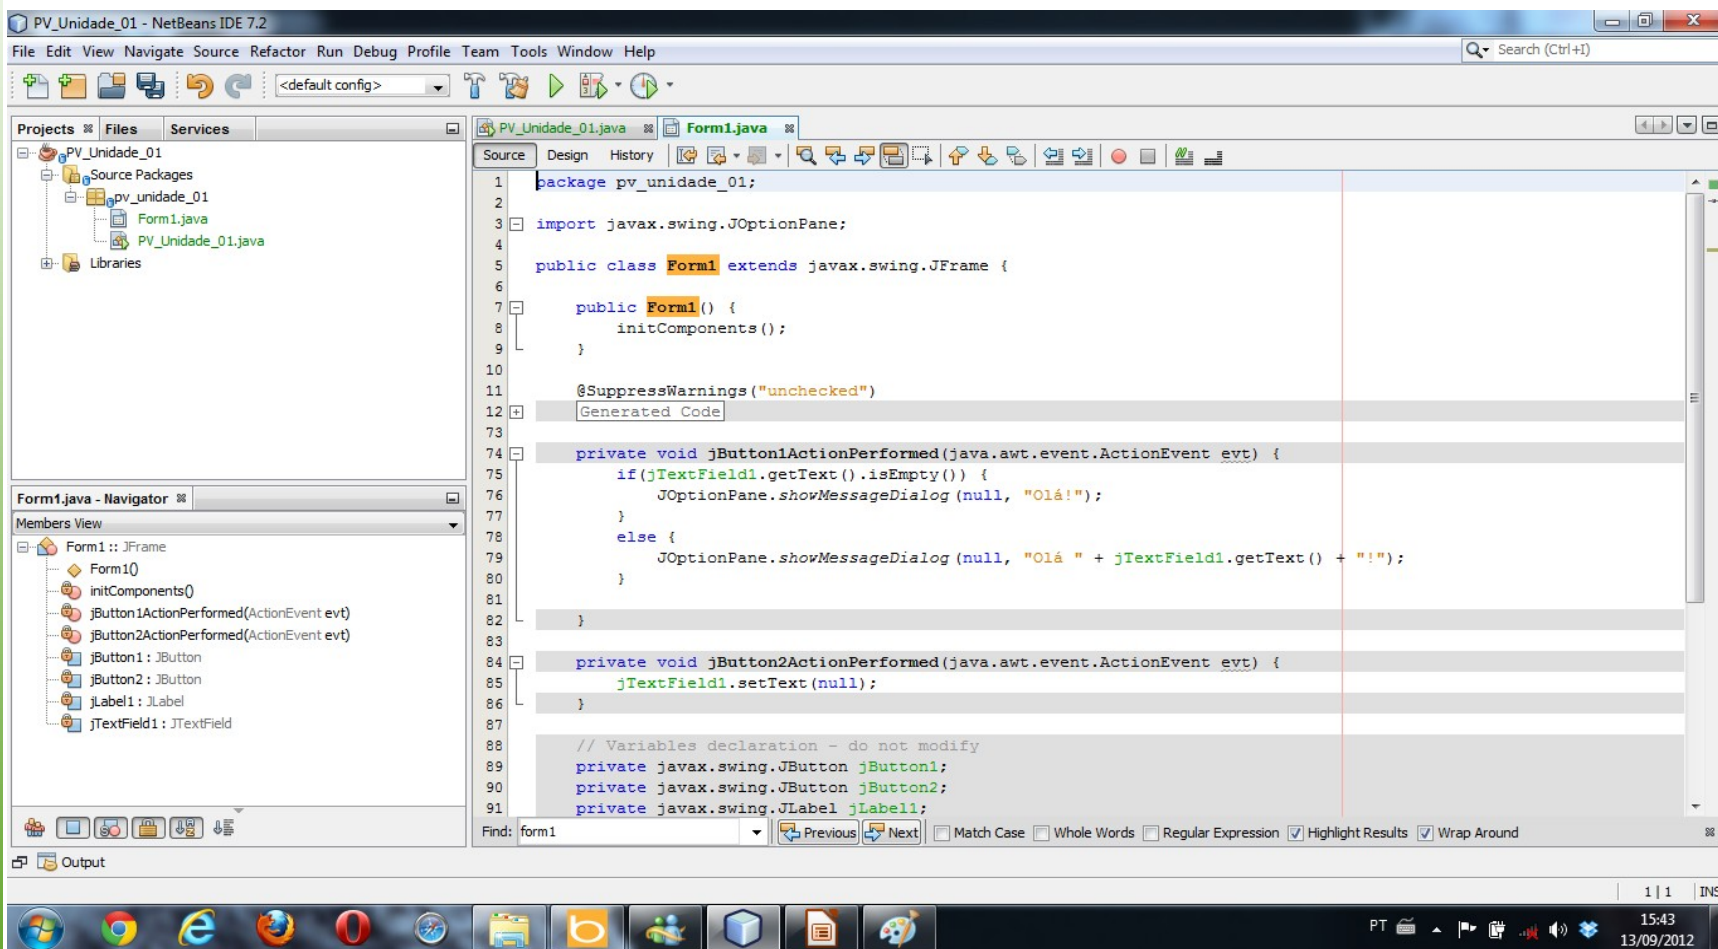 PV_Unidade_01 - NetBeans IDE 7.2
File Edit View Navigate Source Refactor Run Debug Profile Team Tools Window Help
Search (Ctrl+I)
<default config>
Projects Files Services
PV_Unidade_01
Source Packages
pv_unidade_01
Form1.java
PV_Unidade_01.java
Libraries
Form1.java - Navigator
Members View
Form1 :: JFrame
Form1()
initComponents()
jButton1ActionPerformed(ActionEvent evt)
jButton2ActionPerformed(ActionEvent evt)
jButton1 : JButton
jButton2 : JButton
jLabel1 : JLabel
jTextField1 : JTextField
PV_Unidade_01.java Form1.java
Source Design History
1 package pv_unidade_01;
2
3 import javax.swing.JOptionPane;
4
5 public class Form1 extends javax.swing.JFrame {
6
7 public Form1() {
8 initComponents();
9 }
10
11 @SuppressWarnings("unchecked")
12 Generated Code
73
74 private void jButton1ActionPerformed(java.awt.event.ActionEvent evt) {
75 if(jTextField1.getText().isEmpty()) {
76 JOptionPane.showMessageDialog(null, "Olá!");
77 }
78 else {
79 JOptionPane.showMessageDialog(null, "Olá " + jTextField1.getText() + "!");
80 }
81
82 }
83
84 private void jButton2ActionPerformed(java.awt.event.ActionEvent evt) {
85 jTextField1.setText(null);
86 }
87
88 // Variables declaration - do not modify
89 private javax.swing.JButton jButton1;
90 private javax.swing.JButton jButton2;
91 private javax.swing.JLabel jLabel1;
Find: form1 Previous Next Match Case Whole Words Regular Expression Highlight Results Wrap Around
Output
1 | 1 INS
PT 15:43
13/09/2012